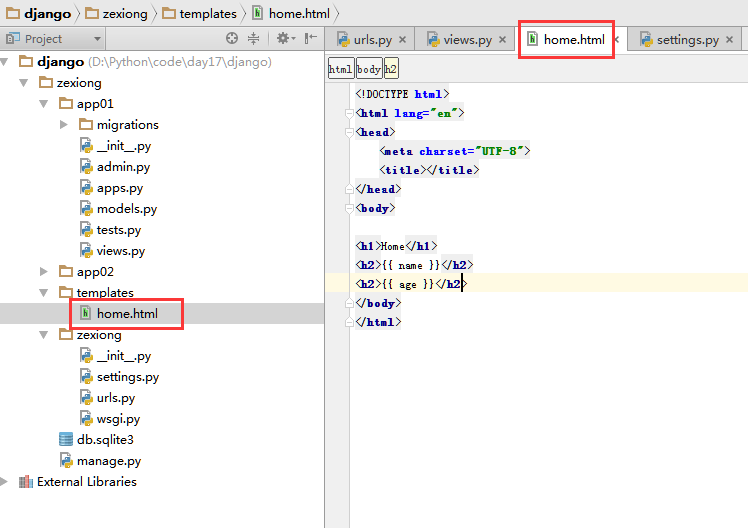 django zexiong templates home.html
Project
urls.py views.py home.html settings.py
html body h2
django (D:\Python\code\day17\django)
zexiong
app01
migrations
__init__.py
admin.py
apps.py
models.py
tests.py
views.py
app02
templates
home.html
zexiong
__init__.py
settings.py
urls.py
wsgi.py
db.sqlite3
manage.py
External Libraries
<!DOCTYPE html>
<html lang="en">
<head>
    <meta charset="UTF-8">
    <title></title>
</head>
<body>

<h1>Home</h1>
<h2>{{ name }}</h2>
<h2>{{ age }}</h2>
</body>
</html>